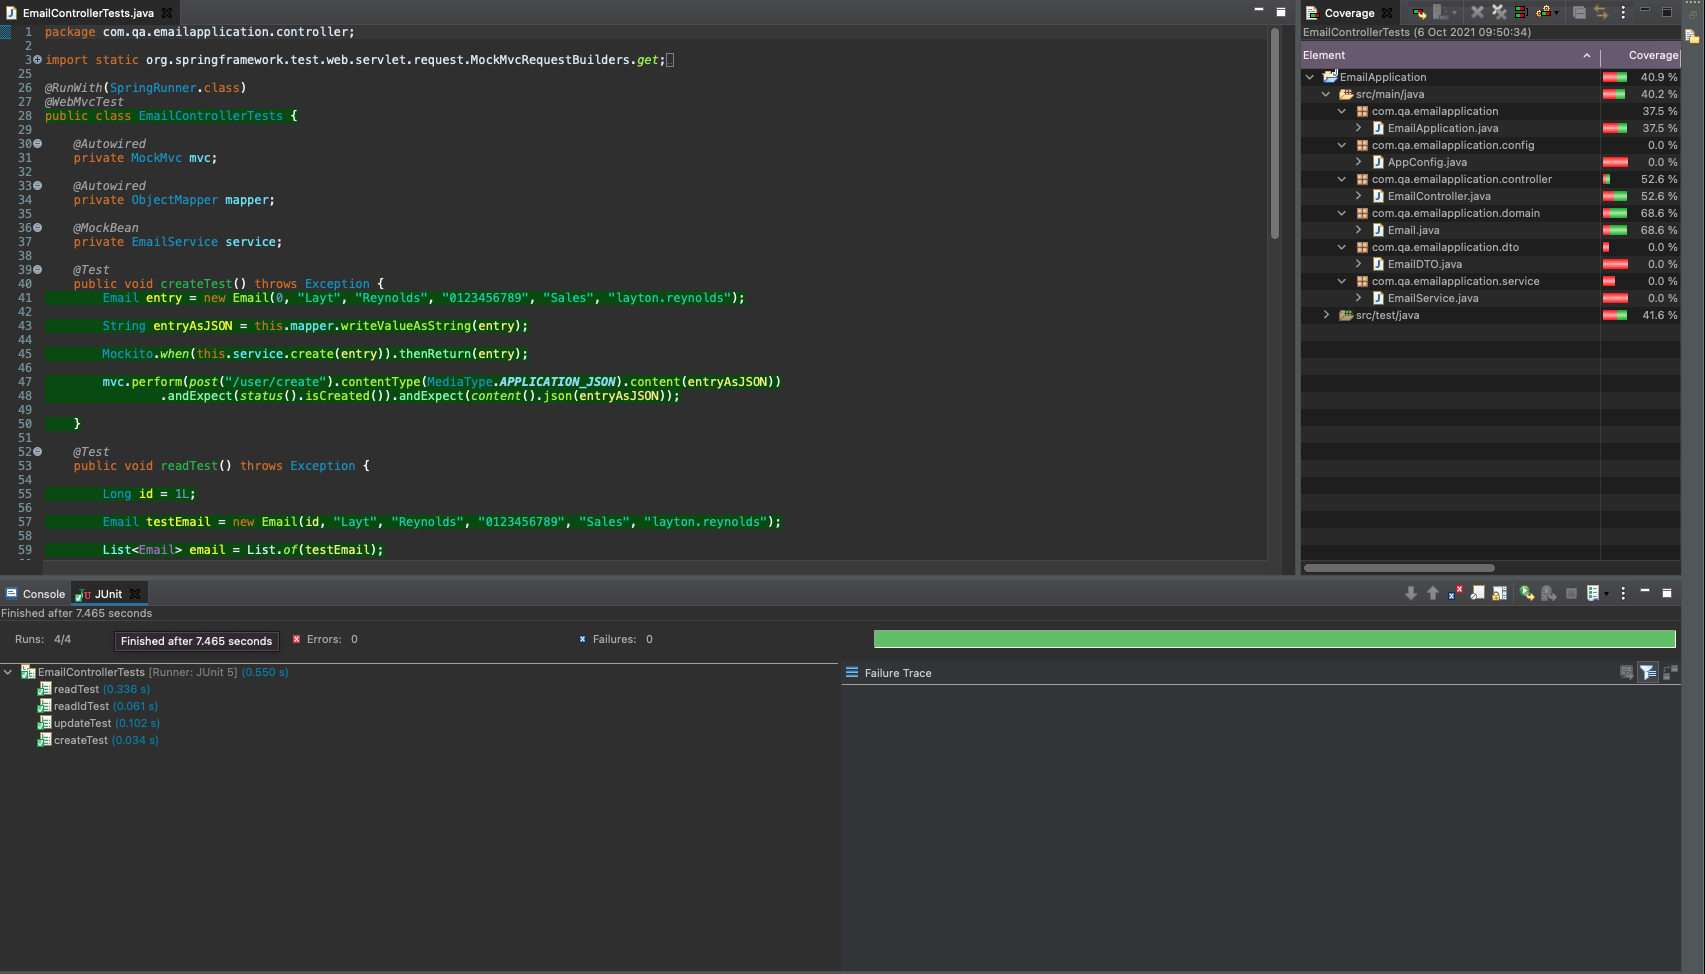 EmailControllerTests.java
1 package com.qa.emailapplication.controller;
2
3 import static org.springframework.test.web.servlet.request.MockMvcRequestBuilders.get;
25
26 @RunWith(SpringRunner.class)
27 @WebMvcTest
28 public class EmailControllerTests {
29
30 @Autowired
31 private MockMvc mvc;
32
33 @Autowired
34 private ObjectMapper mapper;
35
36 @MockBean
37 private EmailService service;
38
39 @Test
40 public void createTest() throws Exception {
41 Email entry = new Email(0, "Layt", "Reynolds", "0123456789", "Sales", "layton.reynolds");
42
43 String entryAsJSON = this.mapper.writeValueAsString(entry);
44
45 Mockito.when(this.service.create(entry)).thenReturn(entry);
46
47 mvc.perform(post("/user/create").contentType(MediaType.APPLICATION_JSON).content(entryAsJSON))
48 .andExpect(status().isCreated()).andExpect(content().json(entryAsJSON));
49
50 }
51
52 @Test
53 public void readTest() throws Exception {
54
55 Long id = 1L;
56
57 Email testEmail = new Email(id, "Layt", "Reynolds", "0123456789", "Sales", "layton.reynolds");
58
59 List<Email> email = List.of(testEmail);
Coverage
EmailControllerTests (6 Oct 2021 09:50:34)
Element Coverage
EmailApplication 40.9 %
src/main/java 40.2 %
com.qa.emailapplication 37.5 %
EmailApplication.java 37.5 %
com.qa.emailapplication.config 0.0 %
AppConfig.java 0.0 %
com.qa.emailapplication.controller 52.6 %
EmailController.java 52.6 %
com.qa.emailapplication.domain 68.6 %
Email.java 68.6 %
com.qa.emailapplication.dto 0.0 %
EmailDTO.java 0.0 %
com.qa.emailapplication.service 0.0 %
EmailService.java 0.0 %
src/test/java 41.6 %
Console JUnit
Finished after 7.465 seconds
Runs: 4/4 Finished after 7.465 seconds Errors: 0 Failures: 0
EmailControllerTests [Runner: JUnit 5] (0.550 s)
readTest (0.336 s)
readIdTest (0.061 s)
updateTest (0.102 s)
createTest (0.034 s)
Failure Trace